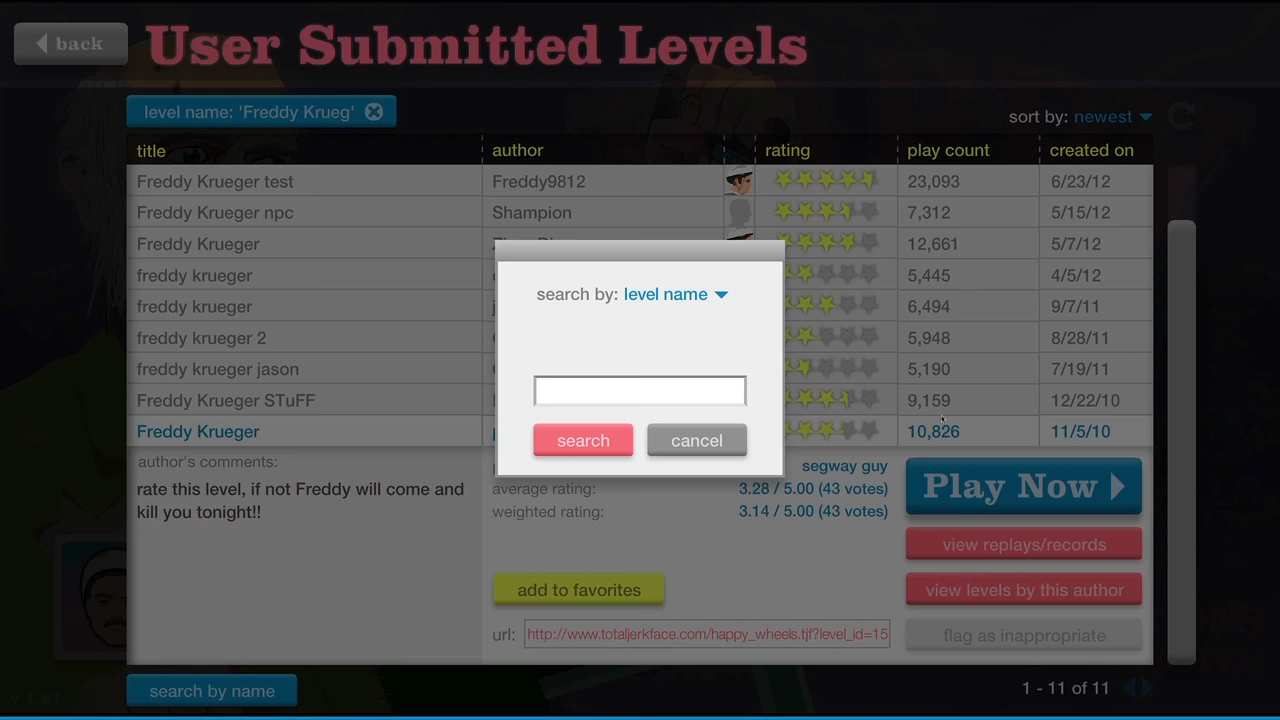 back
User Submitted Levels
level name: 'Freddy Krueg'
sort by: newest
title author rating play count created on
Freddy Krueger test Freddy9812 23,093 6/23/12
Freddy Krueger npc Shampion 7,312 5/15/12
Freddy Krueger 12,661 5/7/12
freddy krueger 5,445 4/5/12
freddy krueger 6,494 9/7/11
freddy krueger 2 5,948 8/28/11
freddy krueger jason 5,190 7/19/11
Freddy Krueger STuFF 9,159 12/22/10
Freddy Krueger 10,826 11/5/10
search by: level name
search cancel
author's comments:
rate this level, if not Freddy will come and
kill you tonight!!
segway guy
average rating: 3.28 / 5.00 (43 votes)
weighted rating: 3.14 / 5.00 (43 votes)
Play Now
view replays/records
add to favorites
view levels by this author
url: http://www.totaljerkface.com/happy_wheels.tjf?level_id=15
flag as inappropriate
search by name
1 - 11 of 11